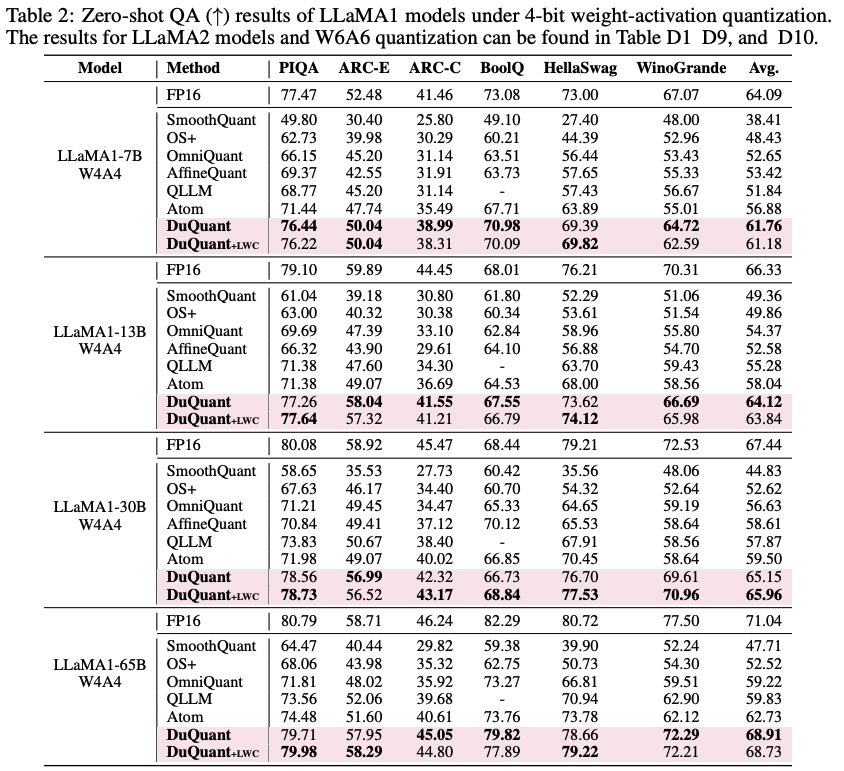 Table 2: Zero-shot QA (↑) results of LLaMA1 models under 4-bit weight-activation quantization.
The results for LLaMA2 models and W6A6 quantization can be found in Table D1 D9, and D10.
Model Method PIQA ARC-E ARC-C BoolQ HellaSwag WinoGrande Avg.
FP16 77.47 52.48 41.46 73.08 73.00 67.07 64.09
SmoothQuant 49.80 30.40 25.80 49.10 27.40 48.00 38.41
OS+ 62.73 39.98 30.29 60.21 44.39 52.96 48.43
LLaMA1-7B OmniQuant 66.15 45.20 31.14 63.51 56.44 53.43 52.65
W4A4 AffineQuant 69.37 42.55 31.91 63.73 57.65 55.33 53.42
QLLM 68.77 45.20 31.14 - 57.43 56.67 51.84
Atom 71.44 47.74 35.49 67.71 63.89 55.01 56.88
DuQuant 76.44 50.04 38.99 70.98 69.39 64.72 61.76
DuQuant+LWC 76.22 50.04 38.31 70.09 69.82 62.59 61.18
FP16 79.10 59.89 44.45 68.01 76.21 70.31 66.33
SmoothQuant 61.04 39.18 30.80 61.80 52.29 51.06 49.36
OS+ 63.00 40.32 30.38 60.34 53.61 51.54 49.86
LLaMA1-13B OmniQuant 69.69 47.39 33.10 62.84 58.96 55.80 54.37
W4A4 AffineQuant 66.32 43.90 29.61 64.10 56.88 54.70 52.58
QLLM 71.38 47.60 34.30 - 63.70 59.43 55.28
Atom 71.38 49.07 36.69 64.53 68.00 58.56 58.04
DuQuant 77.26 58.04 41.55 67.55 73.62 66.69 64.12
DuQuant+LWC 77.64 57.32 41.21 66.79 74.12 65.98 63.84
FP16 80.08 58.92 45.47 68.44 79.21 72.53 67.44
SmoothQuant 58.65 35.53 27.73 60.42 35.56 48.06 44.83
OS+ 67.63 46.17 34.40 60.70 54.32 52.64 52.62
LLaMA1-30B OmniQuant 71.21 49.45 34.47 65.33 64.65 59.19 56.63
W4A4 AffineQuant 70.84 49.41 37.12 70.12 65.53 58.64 58.61
QLLM 73.83 50.67 38.40 - 67.91 58.56 57.87
Atom 71.98 49.07 40.02 66.85 70.45 58.64 59.50
DuQuant 78.56 56.99 42.32 66.73 76.70 69.61 65.15
DuQuant+LWC 78.73 56.52 43.17 68.84 77.53 70.96 65.96
FP16 80.79 58.71 46.24 82.29 80.72 77.50 71.04
SmoothQuant 64.47 40.44 29.82 59.38 39.90 52.24 47.71
LLaMA1-65B OS+ 68.06 43.98 35.32 62.75 50.73 54.30 52.52
W4A4 OmniQuant 71.81 48.02 35.92 73.27 66.81 59.51 59.22
QLLM 73.56 52.06 39.68 - 70.94 62.90 59.83
Atom 74.48 51.60 40.61 73.76 73.78 62.12 62.73
DuQuant 79.71 57.95 45.05 79.82 78.66 72.29 68.91
DuQuant+LWC 79.98 58.29 44.80 77.89 79.22 72.21 68.73